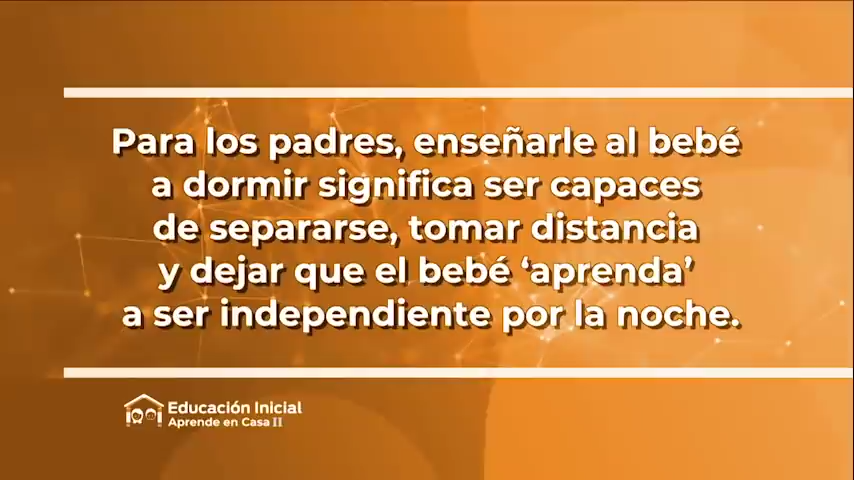 Para los padres, enseñarle al bebé
a dormir significa ser capaces
de separarse, tomar distancia
y dejar que el bebé ‘aprenda’
a ser independiente por la noche.
Educación Inicial
Aprende en Casa II